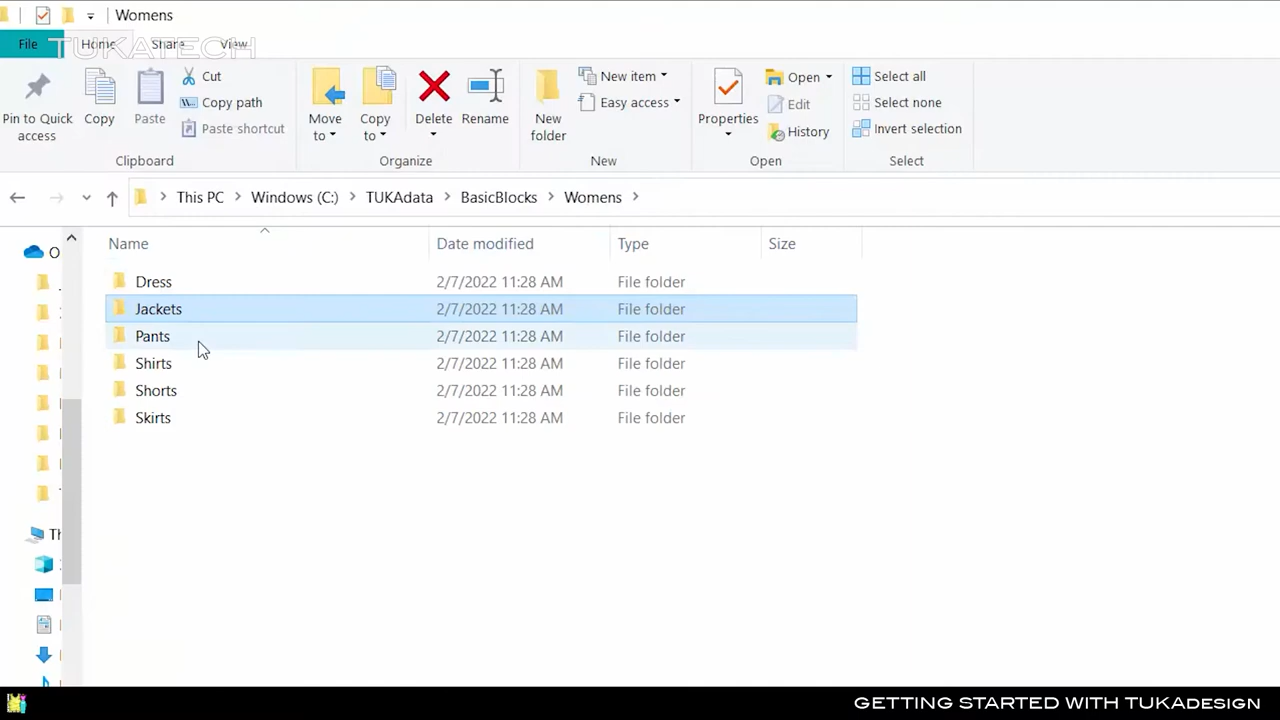 Womens
File Home Share View
TUKATECH
Pin to Quick access
Copy
Paste
Cut
Copy path
Paste shortcut
Clipboard
Move to
Copy to
Delete
Rename
Organize
New folder
New item
Easy access
New
Properties
Open
Edit
History
Open
Select all
Select none
Invert selection
Select
This PC > Windows (C:) > TUKAdata > BasicBlocks > Womens >
Name Date modified Type Size
Dress 2/7/2022 11:28 AM File folder
Jackets 2/7/2022 11:28 AM File folder
Pants 2/7/2022 11:28 AM File folder
Shirts 2/7/2022 11:28 AM File folder
Shorts 2/7/2022 11:28 AM File folder
Skirts 2/7/2022 11:28 AM File folder
O
GETTING STARTED WITH TUKADESIGN